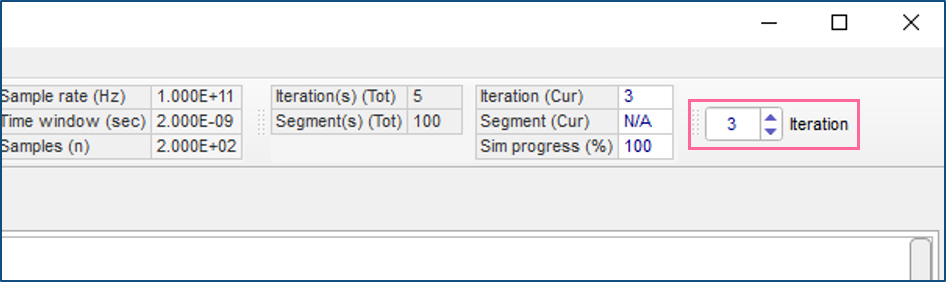 Sample rate (Hz) 1.000E+11
Time window (sec) 2.000E-09
Samples (n) 2.000E+02
Iteration(s) (Tot) 5
Segment(s) (Tot) 100
Iteration (Cur) 3
Segment (Cur) N/A
Sim progress (%) 100
3 Iteration